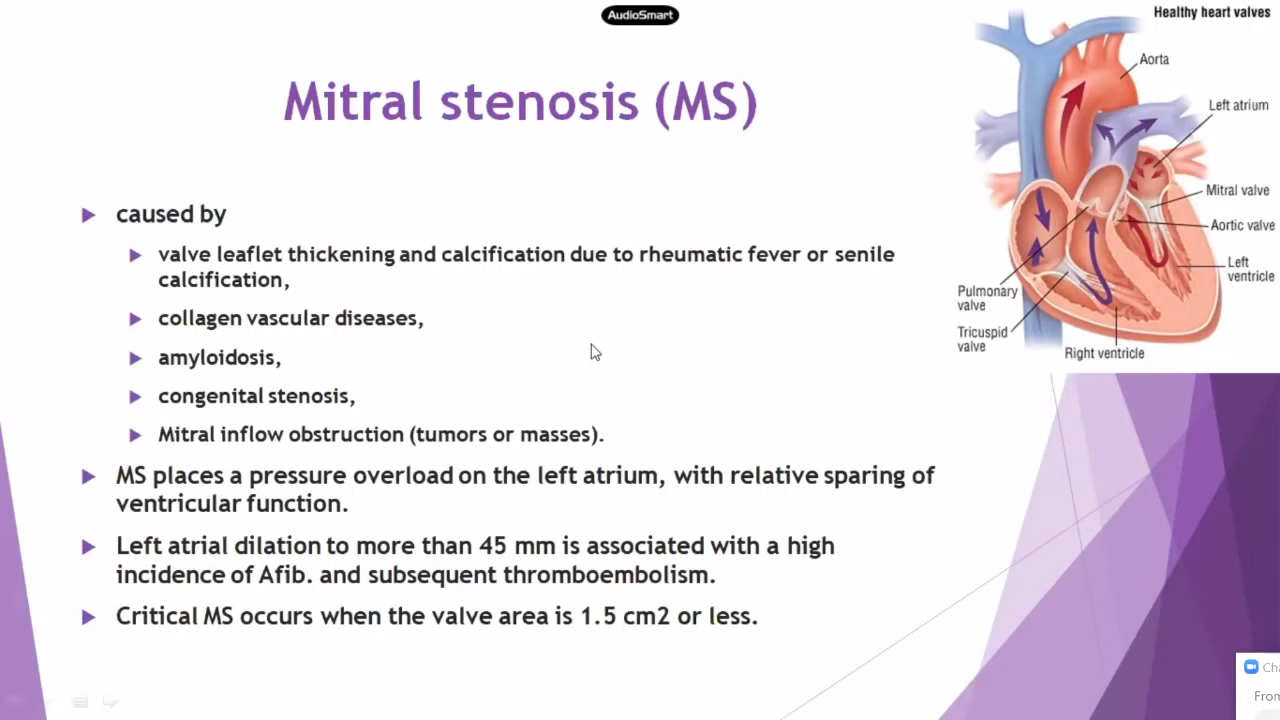 AudioSmart
Healthy heart valves
Mitral stenosis (MS)
caused by
valve leaflet thickening and calcification due to rheumatic fever or senile
calcification,
collagen vascular diseases,
amyloidosis,
congenital stenosis,
Mitral inflow obstruction (tumors or masses).
MS places a pressure overload on the left atrium, with relative sparing of
ventricular function.
Left atrial dilation to more than 45 mm is associated with a high
incidence of Afib. and subsequent thromboembolism.
Critical MS occurs when the valve area is 1.5 cm2 or less.
Aorta
Left atrium
Mitral valve
Aortic valve
Left
ventricle
Pulmonary
valve
Tricuspid
valve
Right ventricle
Cha
From